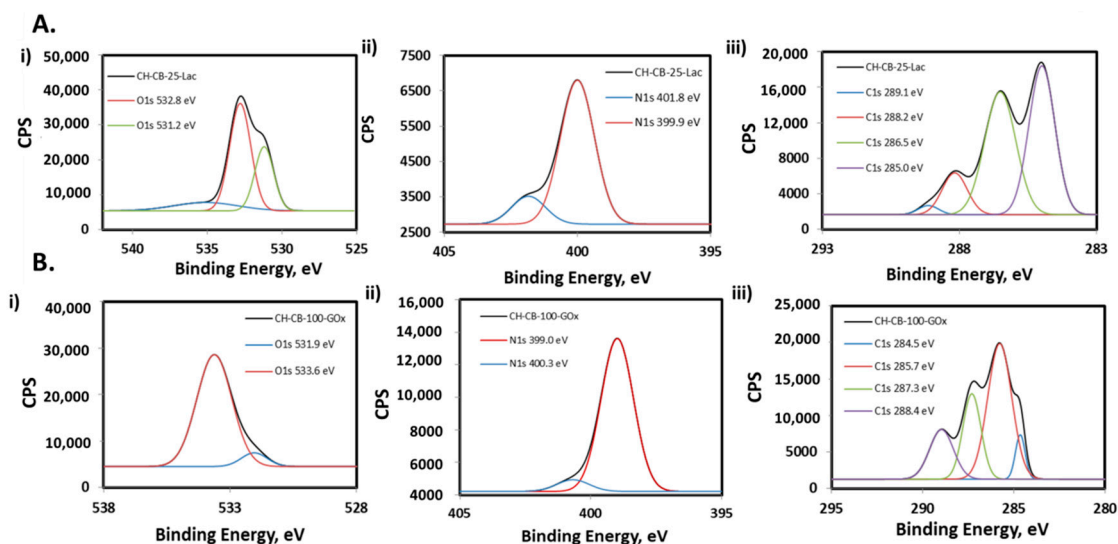 A.
i)
50,000
40,000
30,000
20,000
10,000
0
CPS
CH-CB-25-Lac
O1s 532.8 eV
O1s 531.2 eV
540
535
530
525
Binding Energy, eV
ii)
7500
6500
5500
4500
3500
2500
CPS
CH-CB-25-Lac
N1s 401.8 eV
N1s 399.9 eV
405
400
395
Binding Energy, eV
iii)
20,000
16,000
12,000
8000
4000
0
CPS
CH-CB-25-Lac
C1s 289.1 eV
C1s 288.2 eV
C1s 286.5 eV
C1s 285.0 eV
293
288
283
Binding Energy, eV
B.
i)
40,000
30,000
20,000
10,000
0
CPS
CH-CB-100-GOx
O1s 531.9 eV
O1s 533.6 eV
538
532
528
Binding Energy, eV
ii)
16,000
14,000
12,000
10,000
8000
6000
4000
CPS
CH-CB-100-GOx
N1s 399.0 eV
N1s 400.3 eV
405
400
395
Binding Energy, eV
iii)
25,000
20,000
15,000
10,000
5000
0
CPS
CH-CB-100-GOx
C1s 284.5 eV
C1s 285.7 eV
C1s 287.3 eV
C1s 288.4 eV
295
290
285
280
Binding Energy, eV